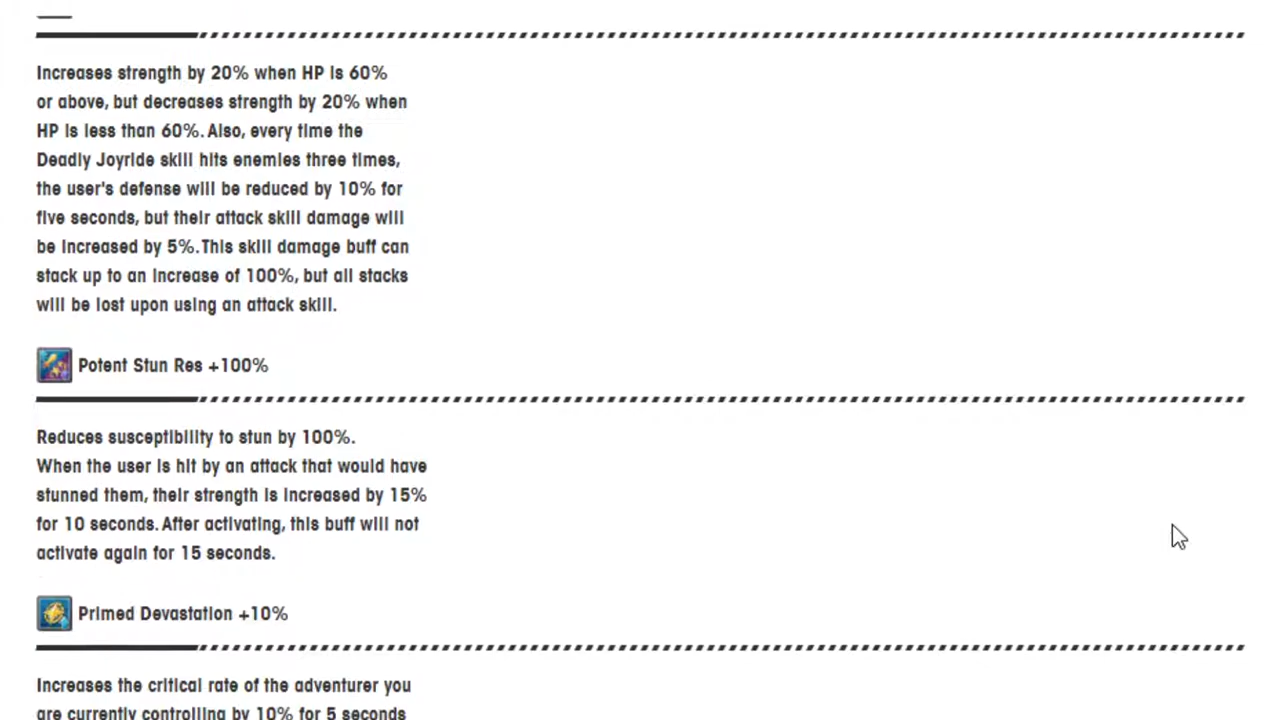 Increases strength by 20% when HP is 60%
or above, but decreases strength by 20% when
HP is less than 60%. Also, every time the
Deadly Joyride skill hits enemies three times,
the user's defense will be reduced by 10% for
five seconds, but their attack skill damage will
be increased by 5%. This skill damage buff can
stack up to an increase of 100%, but all stacks
will be lost upon using an attack skill.
Potent Stun Res +100%
Reduces susceptibility to stun by 100%.
When the user is hit by an attack that would have
stunned them, their strength is increased by 15%
for 10 seconds. After activating, this buff will not
activate again for 15 seconds.
Primed Devastation +10%
Increases the critical rate of the adventurer you
are currently controlling by 10% for 5 seconds